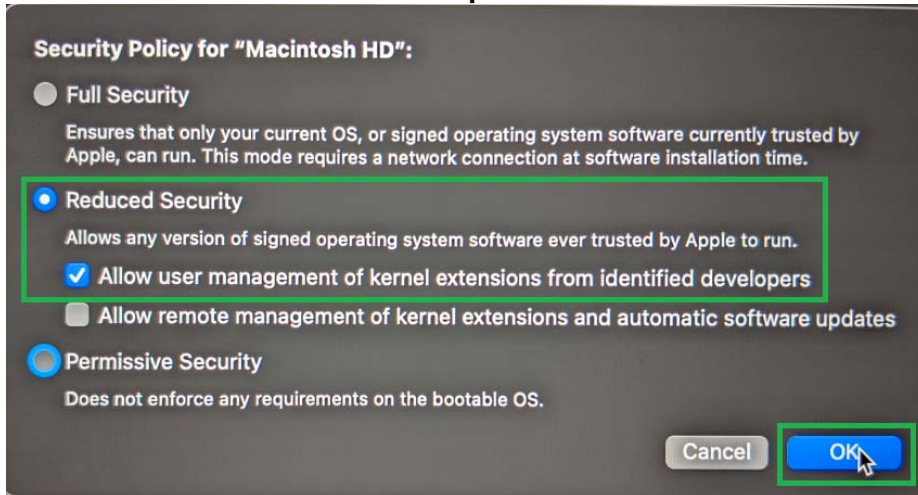 Security Policy for "Macintosh HD":
Full Security
Ensures that only your current OS, or signed operating system software currently trusted by
Apple, can run. This mode requires a network connection at software installation time.
Reduced Security
Allows any version of signed operating system software ever trusted by Apple to run.
Allow user management of kernel extensions from identified developers
Allow remote management of kernel extensions and automatic software updates
Permissive Security
Does not enforce any requirements on the bootable OS.
Cancel OK